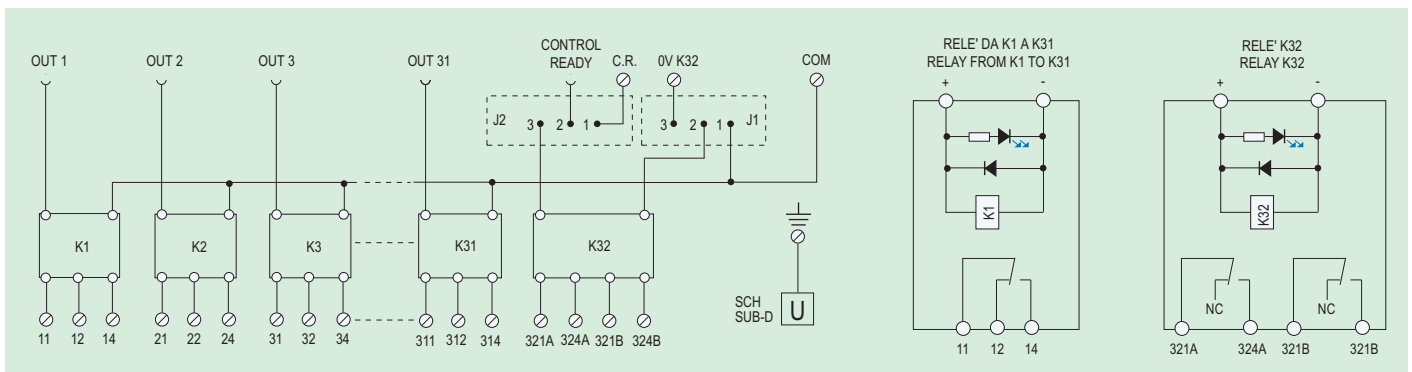 OUT 1
OUT 2
OUT 3
OUT 31
CONTROL
READY
C.R.
0V K32
COM
J2
3
2
1
3
2
1
J1
K1
K2
K3
K31
K32
SCH
SUB-D
U
11
12
14
21
22
24
31
32
34
311
312
314
321A
324A
321B
324B
RELE' DA K1 A K31
RELAY FROM K1 TO K31
+
-
K1
11
12
14
RELE' K32
RELAY K32
+
-
K32
NC
NC
321A
324A
321B
321B